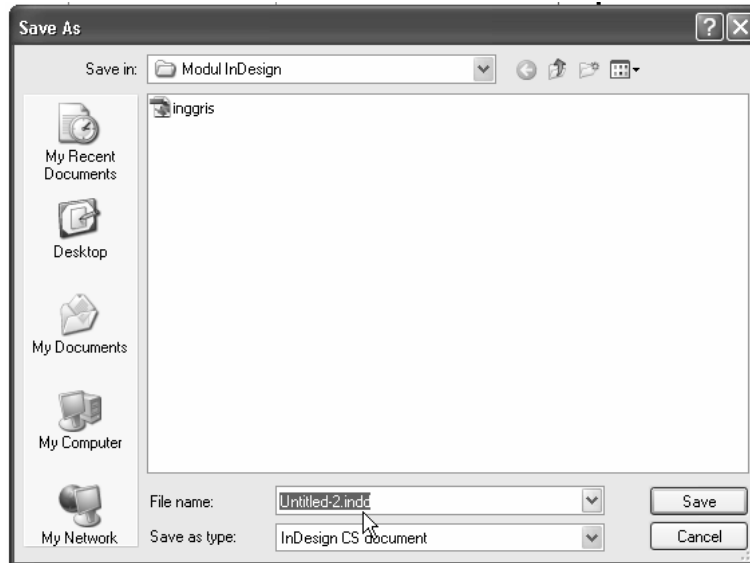 Save As
Save in:
Modul InDesign
inggris
My Recent
Documents
Desktop
My Documents
My Computer
My Network
File name:
Untitled-2.indd
Save
Save as type:
InDesign CS document
Cancel